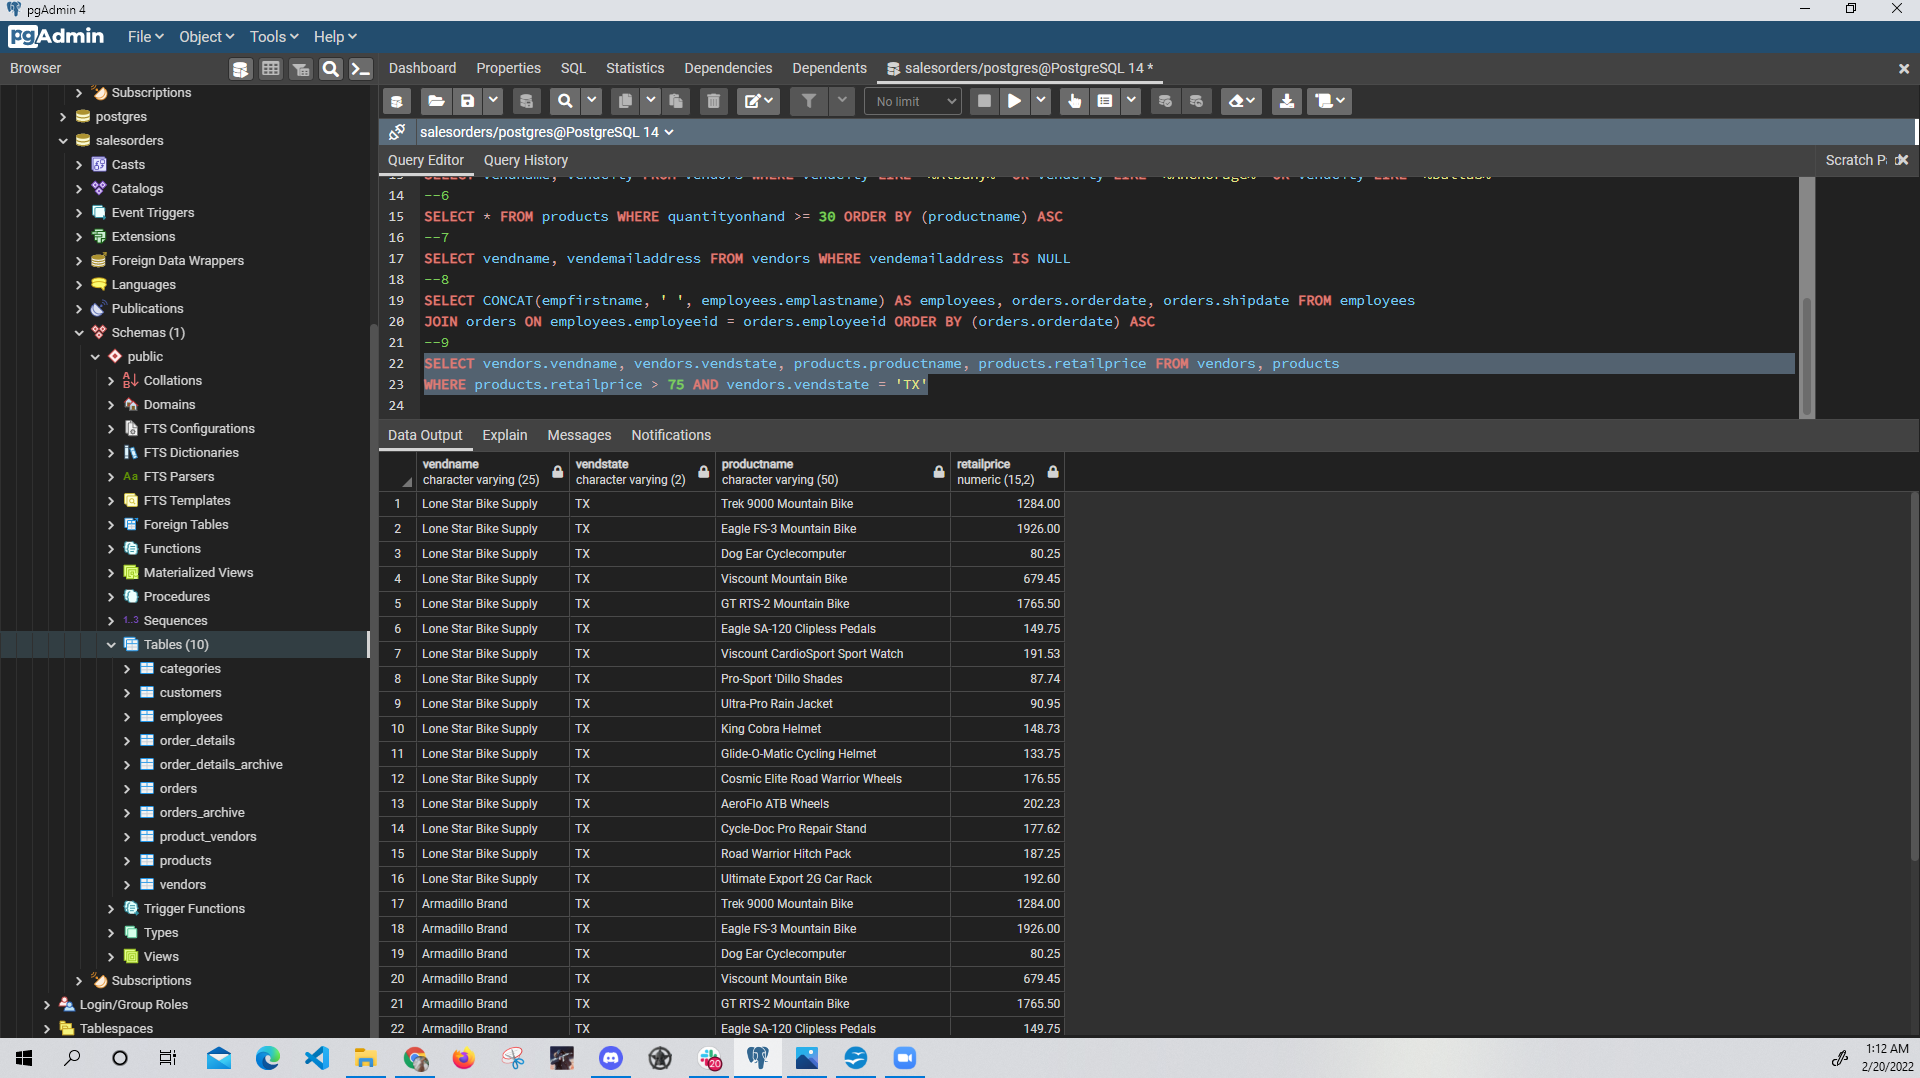 pgAdmin 4
pgAdmin File Object Tools Help
Browser
Dashboard Properties SQL Statistics Dependencies Dependents salesorders/postgres@PostgreSQL 14 *
No limit
salesorders/postgres@PostgreSQL 14
Query Editor Query History
Scratch P
Subscriptions
postgres
salesorders
Casts
Catalogs
Event Triggers
Extensions
Foreign Data Wrappers
Languages
Publications
Schemas (1)
public
Collations
Domains
FTS Configurations
FTS Dictionaries
Aa FTS Parsers
FTS Templates
Foreign Tables
Functions
Materialized Views
Procedures
1..3 Sequences
Tables (10)
categories
customers
employees
order_details
order_details_archive
orders
orders_archive
product_vendors
products
vendors
Trigger Functions
Types
Views
Subscriptions
Login/Group Roles
Tablespaces
14 --6
15 SELECT * FROM products WHERE quantityonhand >= 30 ORDER BY (productname) ASC
16 --7
17 SELECT vendname, vendemailaddress FROM vendors WHERE vendemailaddress IS NULL
18 --8
19 SELECT CONCAT(empfirstname, ' ', employees.emplastname) AS employees, orders.orderdate, orders.shipdate FROM employees
20 JOIN orders ON employees.employeeid = orders.employeeid ORDER BY (orders.orderdate) ASC
21 --9
22 SELECT vendors.vendname, vendors.vendstate, products.productname, products.retailprice FROM vendors, products
23 WHERE products.retailprice > 75 AND vendors.vendstate = 'TX'
24
Data Output Explain Messages Notifications
vendname vendstate productname retailprice
character varying (25) character varying (2) character varying (50) numeric (15,2)
1 Lone Star Bike Supply TX Trek 9000 Mountain Bike 1284.00
2 Lone Star Bike Supply TX Eagle FS-3 Mountain Bike 1926.00
3 Lone Star Bike Supply TX Dog Ear Cyclecomputer 80.25
4 Lone Star Bike Supply TX Viscount Mountain Bike 679.45
5 Lone Star Bike Supply TX GT RTS-2 Mountain Bike 1765.50
6 Lone Star Bike Supply TX Eagle SA-120 Clipless Pedals 149.75
7 Lone Star Bike Supply TX Viscount CardioSport Sport Watch 191.53
8 Lone Star Bike Supply TX Pro-Sport 'Dillo Shades 87.74
9 Lone Star Bike Supply TX Ultra-Pro Rain Jacket 90.95
10 Lone Star Bike Supply TX King Cobra Helmet 148.73
11 Lone Star Bike Supply TX Glide-O-Matic Cycling Helmet 133.75
12 Lone Star Bike Supply TX Cosmic Elite Road Warrior Wheels 176.55
13 Lone Star Bike Supply TX AeroFlo ATB Wheels 202.23
14 Lone Star Bike Supply TX Cycle-Doc Pro Repair Stand 177.62
15 Lone Star Bike Supply TX Road Warrior Hitch Pack 187.25
16 Lone Star Bike Supply TX Ultimate Export 2G Car Rack 192.60
17 Armadillo Brand TX Trek 9000 Mountain Bike 1284.00
18 Armadillo Brand TX Eagle FS-3 Mountain Bike 1926.00
19 Armadillo Brand TX Dog Ear Cyclecomputer 80.25
20 Armadillo Brand TX Viscount Mountain Bike 679.45
21 Armadillo Brand TX GT RTS-2 Mountain Bike 1765.50
22 Armadillo Brand TX Eagle SA-120 Clipless Pedals 149.75
20
1:12 AM
2/20/2022